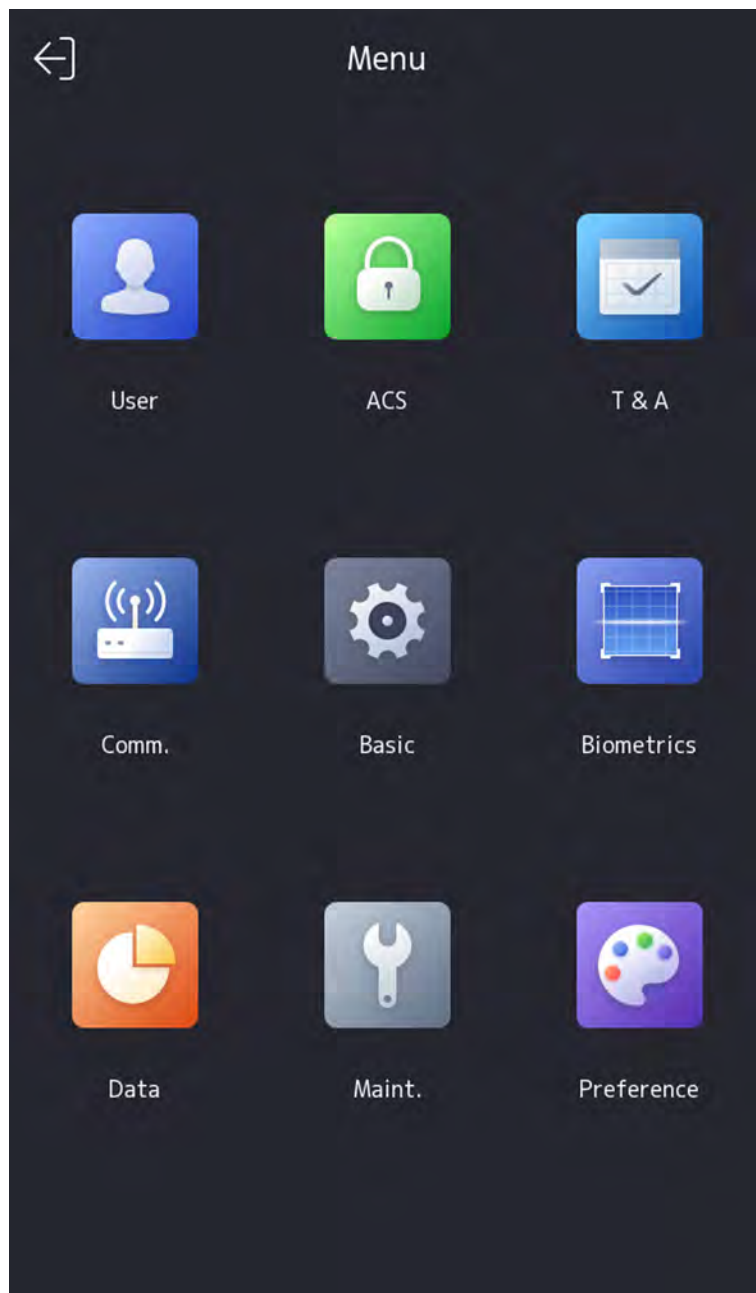 Menu
User ACS T & A
Comm. Basic Biometrics
Data Maint. Preference